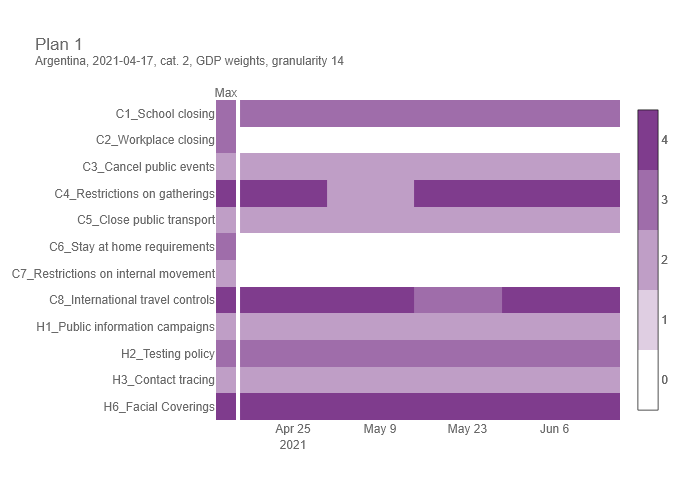 Plan 1
Argentina, 2021-04-17, cat. 2, GDP weights, granularity 14
Max
C1_School closing
C2_Workplace closing
C3_Cancel public events
C4_Restrictions on gatherings
C5_Close public transport
C6_Stay at home requirements
C7_Restrictions on internal movement
C8_International travel controls
H1_Public information campaigns
H2_Testing policy
H3_Contact tracing
H6_Facial Coverings
4
3
2
1
0
Apr 25 May 9 May 23 Jun 6
2021